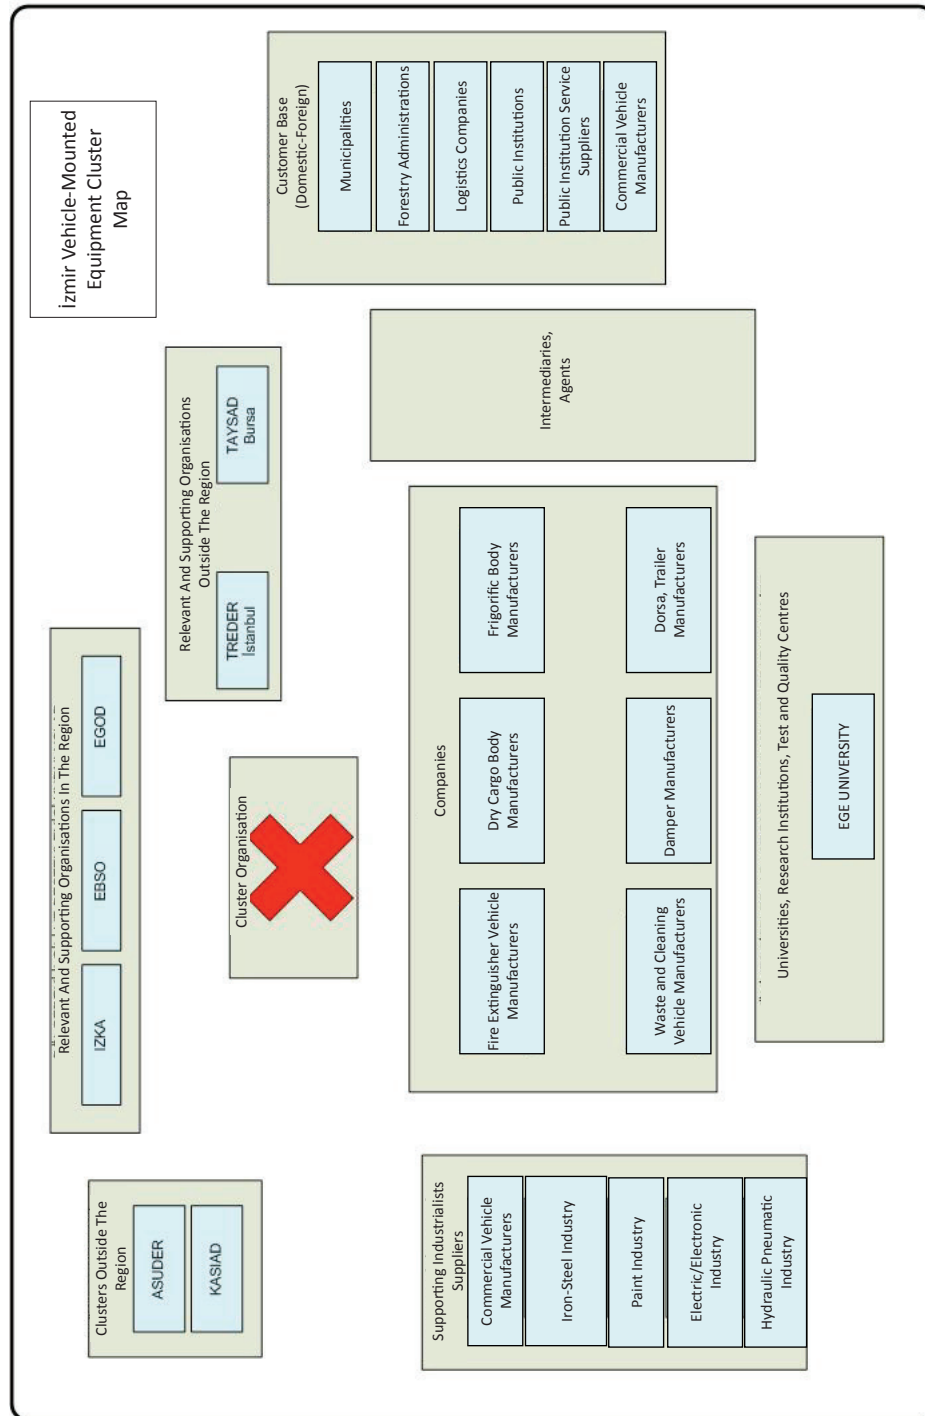 İzmir Vehicle-Mounted
Equipment Cluster
Map
Clusters Outside The
Region
ASUDER
KASIAD
Relevant And Supporting Organisations In The Region
IZKA
EBSO
EGOD
Relevant And Supporting Organisations
Outside The Region
TREDER
İstanbul
TAYSAD
Bursa
Cluster Organisation
Customer Base
(Domestic-Foreign)
Municipalities
Forestry Administrations
Logistics Companies
Public Institutions
Public Institution Service
Suppliers
Commercial Vehicle
Manufacturers
Supporting Industrialists
Suppliers
Commercial Vehicle
Manufacturers
Iron-Steel Industry
Paint Industry
Electric/Electronic
Industry
Hydraulic Pneumatic
Industry
Companies
Fire Extinguisher Vehicle
Manufacturers
Dry Cargo Body
Manufacturers
Frigorific Body
Manufacturers
Waste and Cleaning
Vehicle Manufacturers
Damper Manufacturers
Dorsa, Trailer
Manufacturers
Intermediaries,
Agents
Universities, Research Institutions, Test and Quality Centres
EGE UNIVERSITY